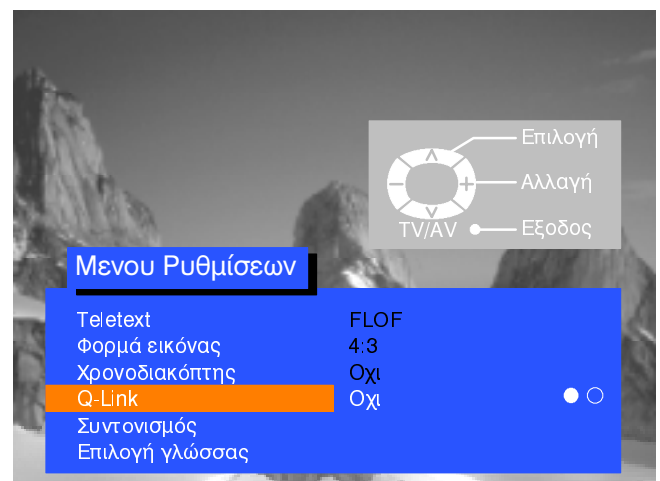 Επιλογή
Αλλαγή
TV/AV
Εξοδος
Μενου Ρυθμίσεων
Teletext FLOF
Φορμά εικόνας 4:3
Χρονοδιακόπτης Οχι
Q-Link Οχι
Συντονισμός
Επιλογή γλώσσας